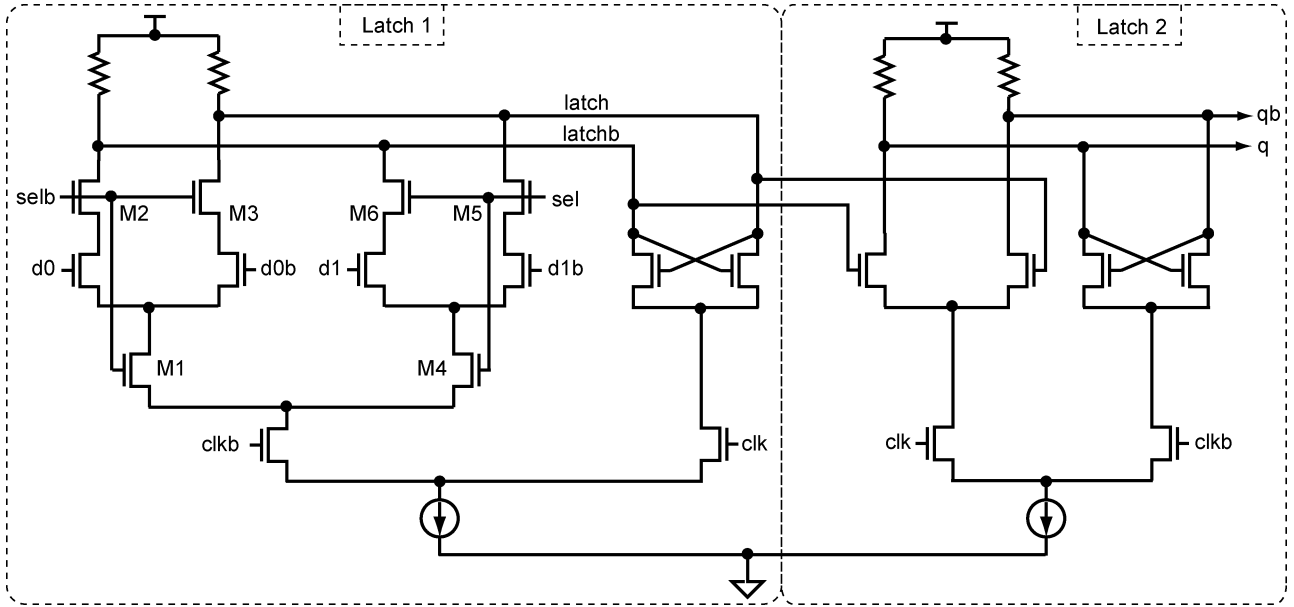 Latch 1
Latch 2
latch
qb
latchb
q
selb
M2
M3
M6
M5
sel
d0
d0b
d1
d1b
M1
M4
clkb
clk
clk
clkb